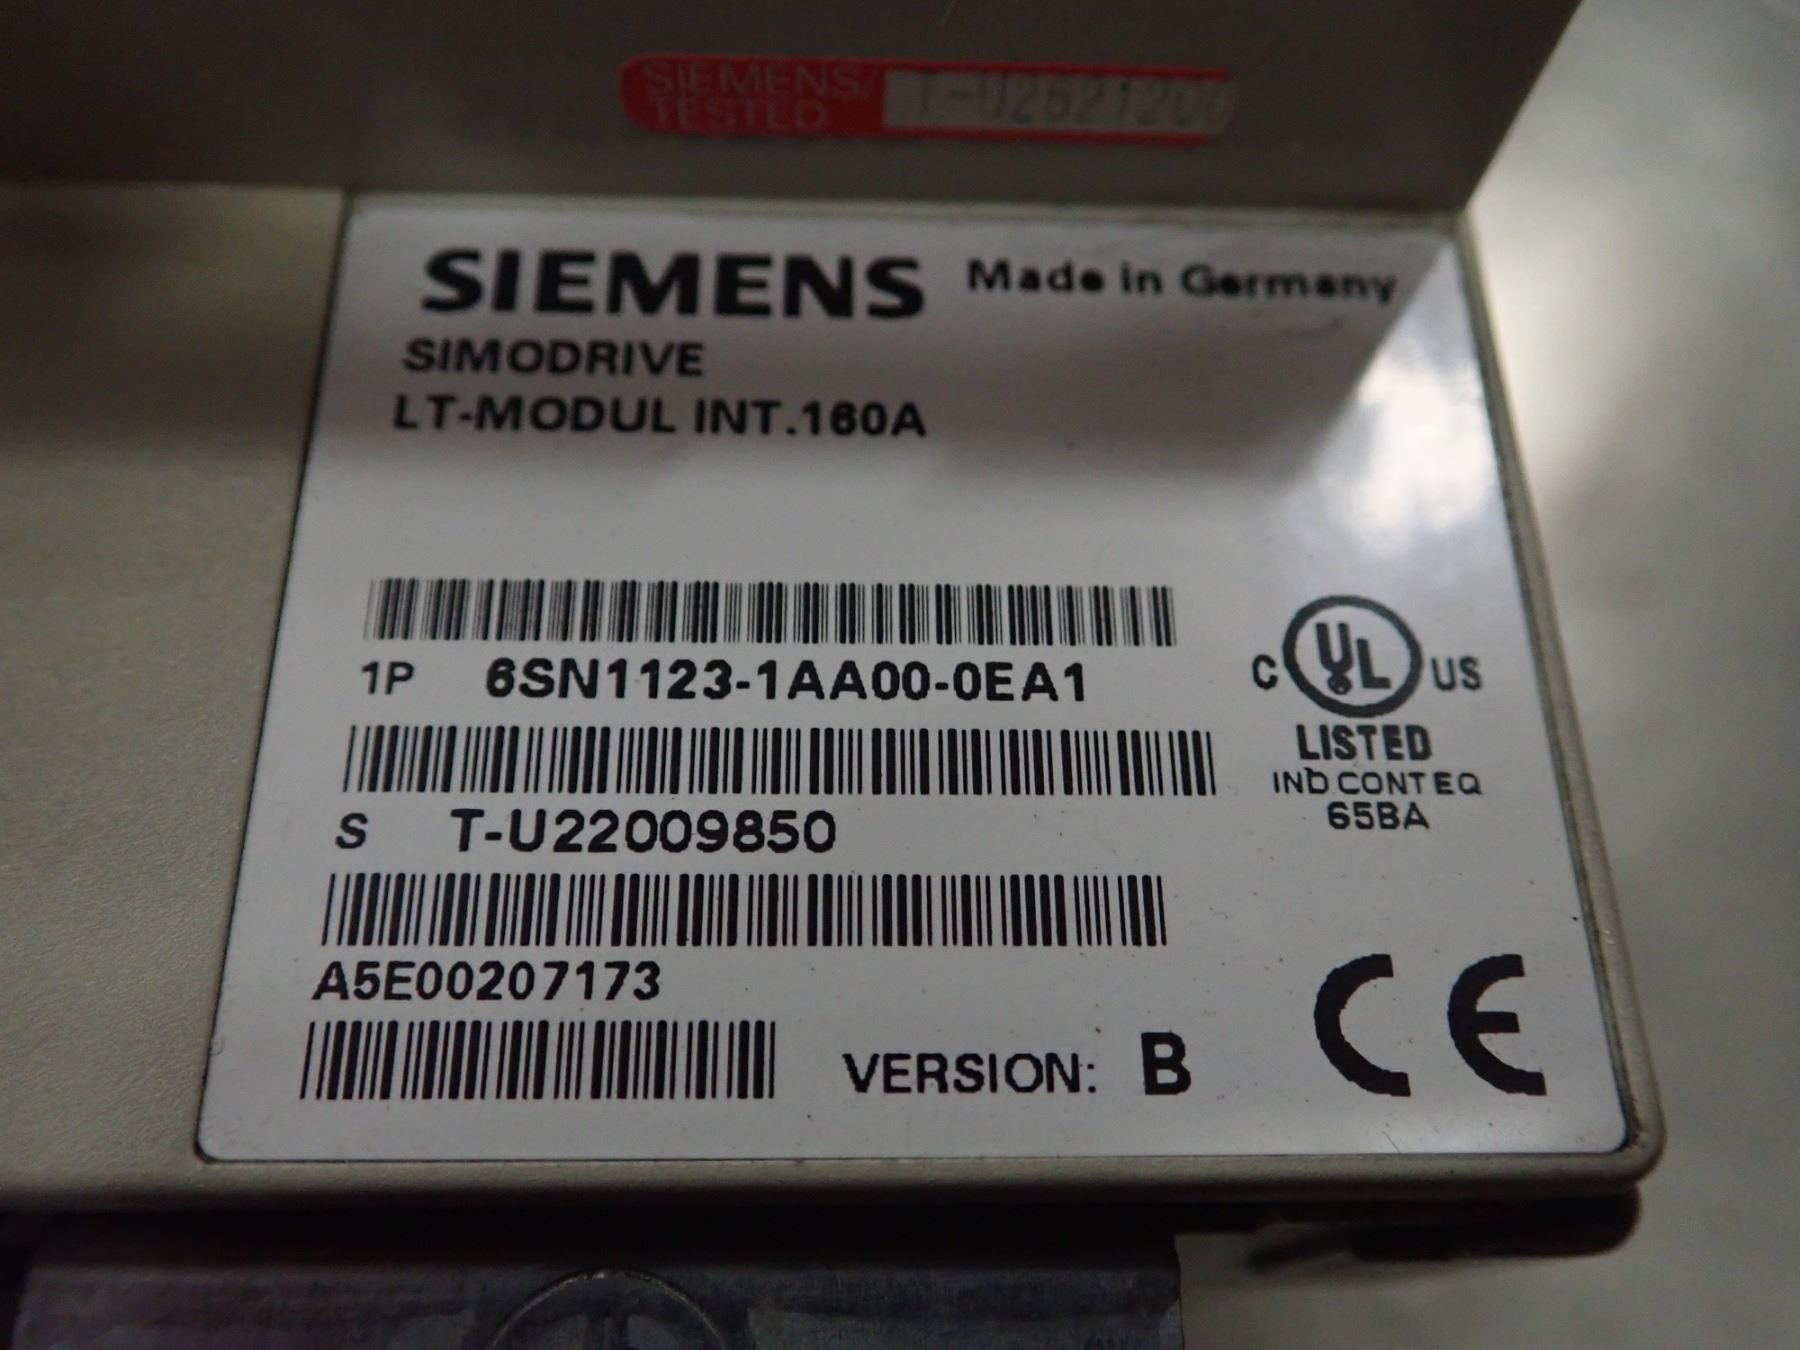 SIEMENS/
TESTED
SIEMENS Made in Germany
SIMODRIVE
LT-MODUL INT.160A
1P 6SN1123-1AA00-0EA1
C UL US
LISTED
IND CONT EQ
65BA
S T-U22009850
A5E00207173
VERSION: B
CE